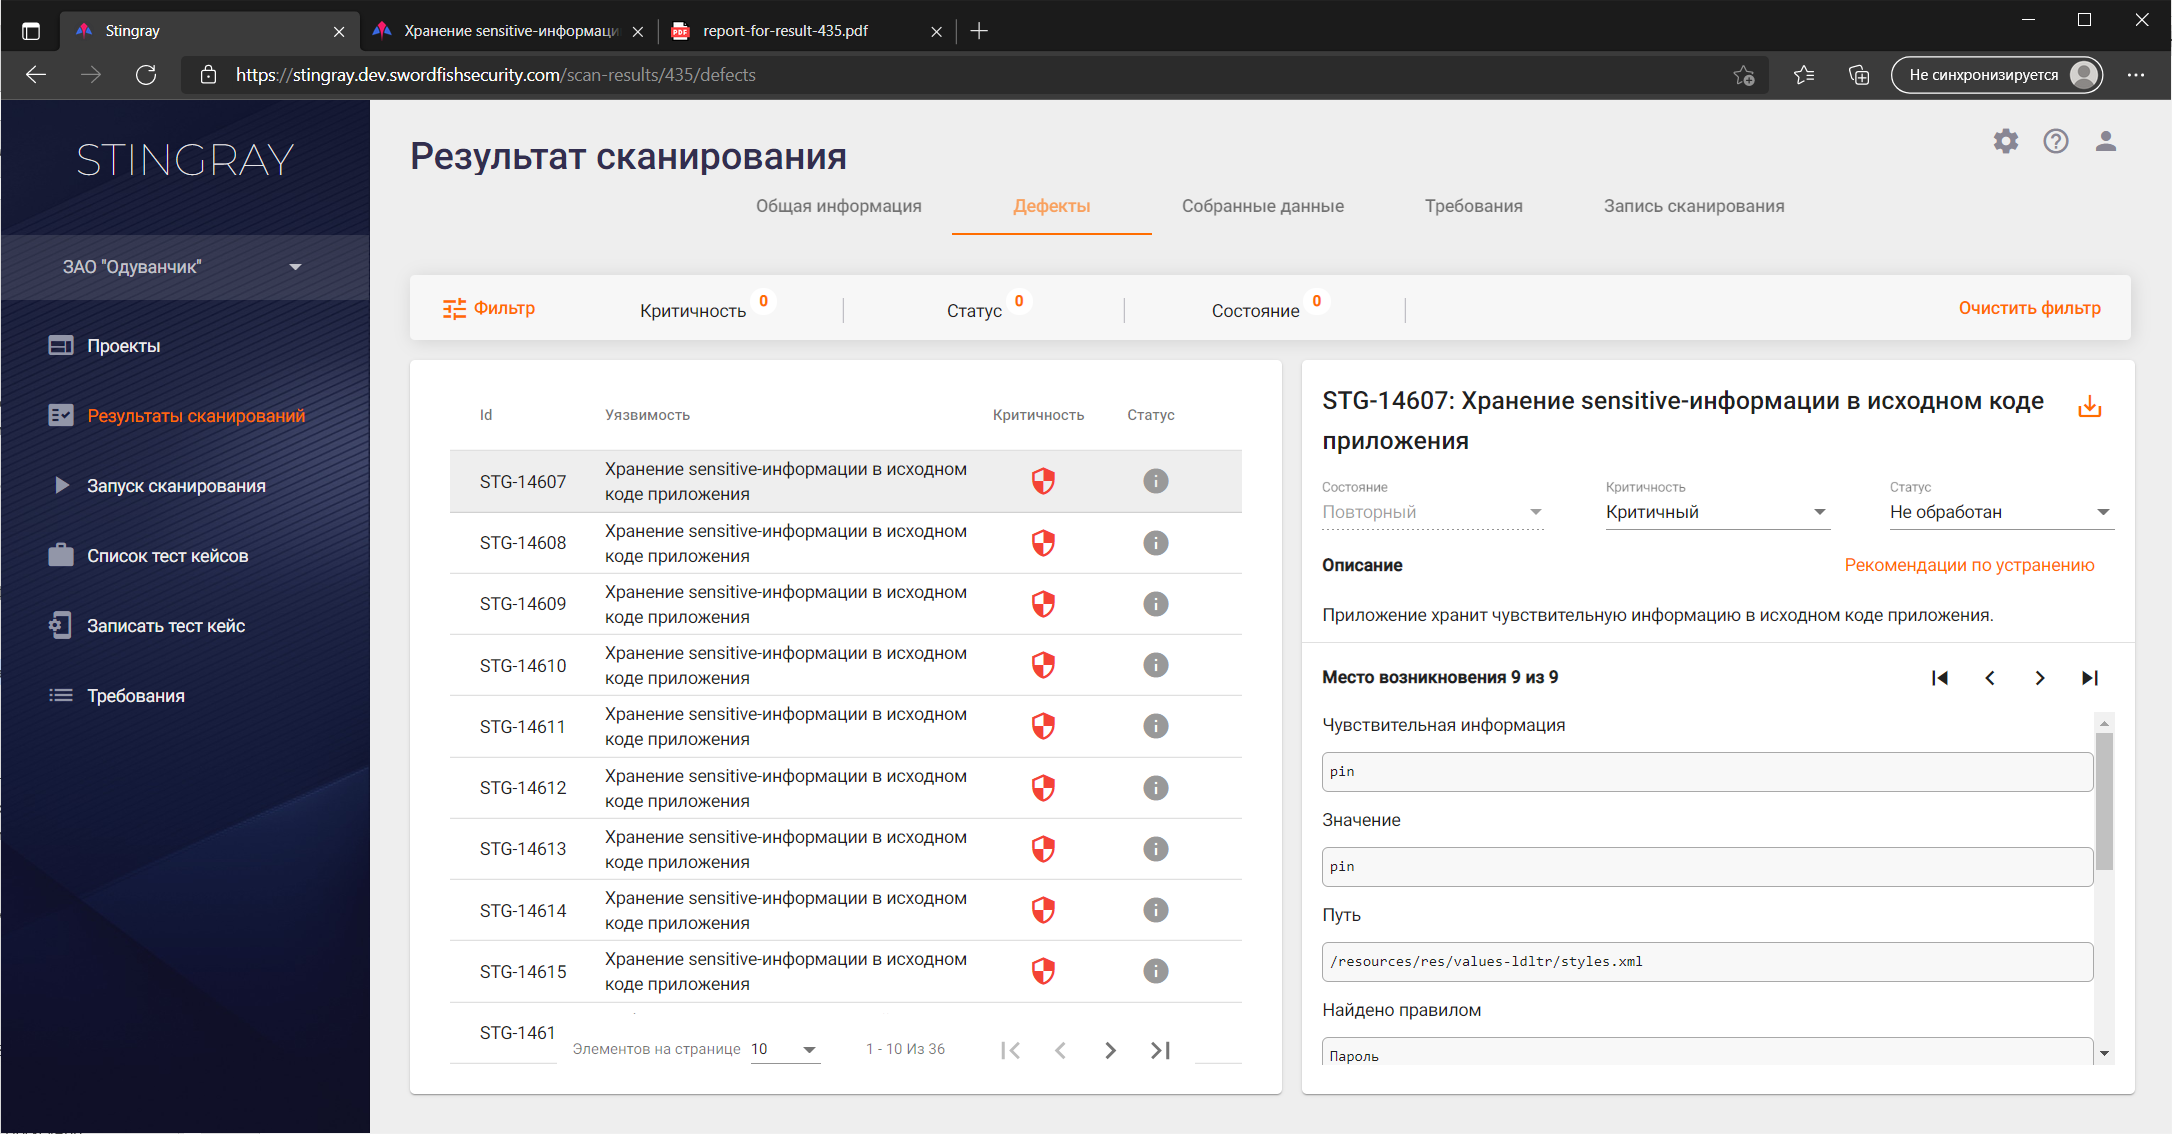 Stingray
Хранение sensitive-информаци
report-for-result-435.pdf
https://stingray.dev.swordfishsecurity.com/scan-results/435/defects
Не синхронизируется
STINGRAY
ЗАО "Одуванчик"
Проекты
Результаты сканирований
Запуск сканирования
Список тест кейсов
Записать тест кейс
Требования
Результат сканирования
Общая информация
Дефекты
Собранные данные
Требования
Запись сканирования
Фильтр
Критичность 0
Статус 0
Состояние 0
Очистить фильтр
Id Уязвимость Критичность Статус
STG-14607 Хранение sensitive-информации в исходном
коде приложения
STG-14608 Хранение sensitive-информации в исходном
коде приложения
STG-14609 Хранение sensitive-информации в исходном
коде приложения
STG-14610 Хранение sensitive-информации в исходном
коде приложения
STG-14611 Хранение sensitive-информации в исходном
коде приложения
STG-14612 Хранение sensitive-информации в исходном
коде приложения
STG-14613 Хранение sensitive-информации в исходном
коде приложения
STG-14614 Хранение sensitive-информации в исходном
коде приложения
STG-14615 Хранение sensitive-информации в исходном
коде приложения
STG-1461
Элементов на странице 10 1 - 10 Из 36
STG-14607: Хранение sensitive-информации в исходном коде
приложения
Состояние Критичность Статус
Повторный Критичный Не обработан
Описание Рекомендации по устранению
Приложение хранит чувствительную информацию в исходном коде приложения.
Место возникновения 9 из 9
Чувствительная информация
pin
Значение
pin
Путь
/resources/res/values-ldltr/styles.xml
Найдено правилом
Пароль